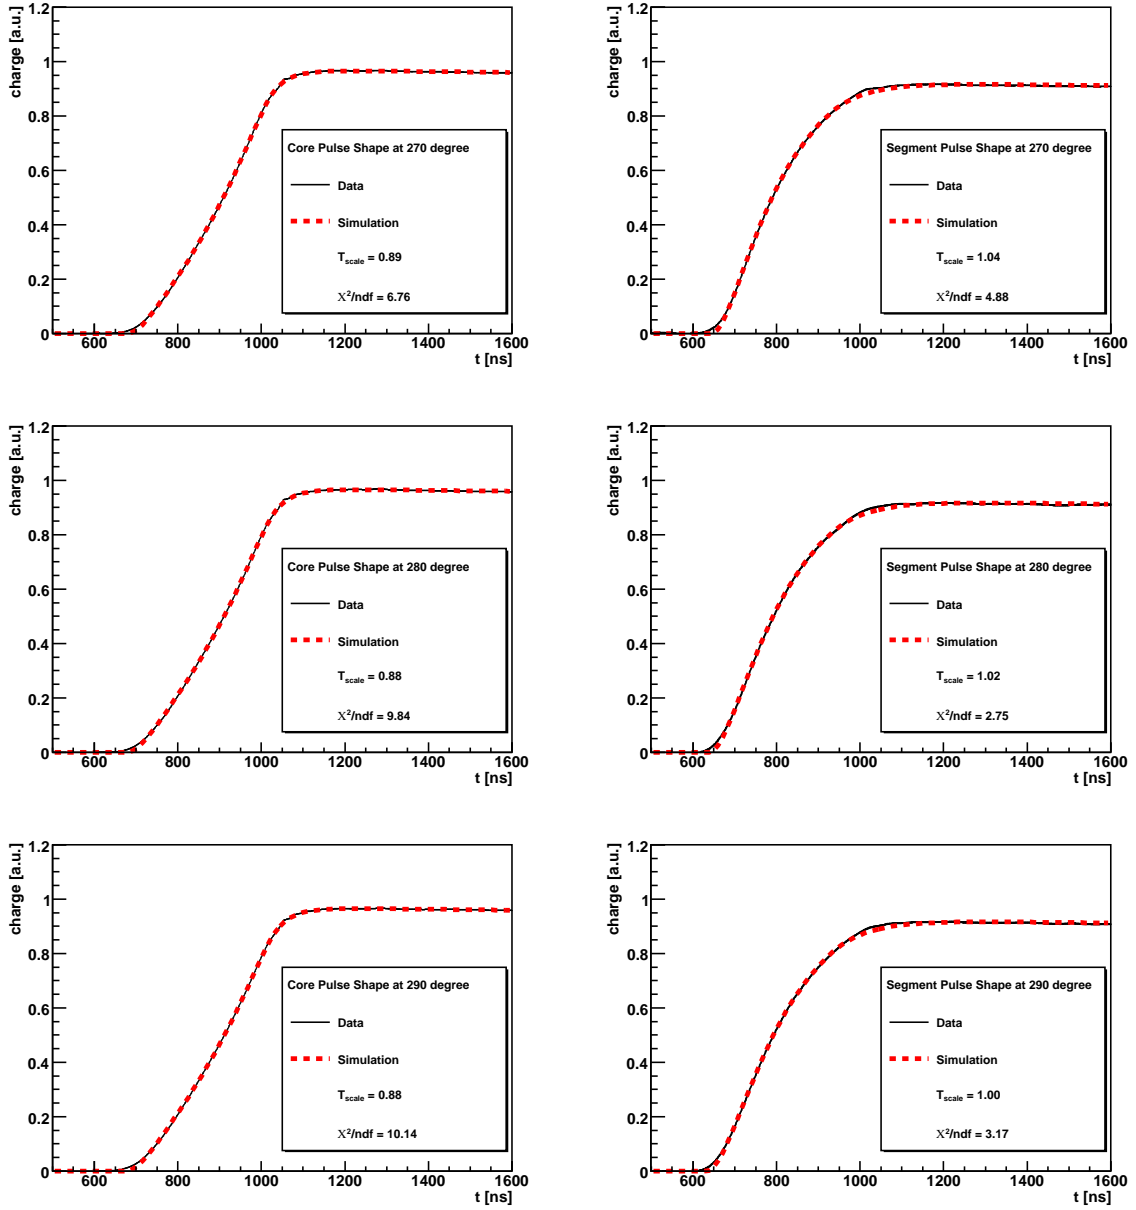 charge [a.u.]
1.2
1
0.8
0.6
0.4
0.2
0
Core Pulse Shape at 270 degree
Data
Simulation
Tscale = 0.89
Χ²/ndf = 6.76
600 800 1000 1200 1400 1600
t [ns]
charge [a.u.]
1.2
1
0.8
0.6
0.4
0.2
0
Segment Pulse Shape at 270 degree
Data
Simulation
Tscale = 1.04
Χ²/ndf = 4.88
600 800 1000 1200 1400 1600
t [ns]
charge [a.u.]
1.2
1
0.8
0.6
0.4
0.2
0
Core Pulse Shape at 280 degree
Data
Simulation
Tscale = 0.88
Χ²/ndf = 9.84
600 800 1000 1200 1400 1600
t [ns]
charge [a.u.]
1.2
1
0.8
0.6
0.4
0.2
0
Segment Pulse Shape at 280 degree
Data
Simulation
Tscale = 1.02
Χ²/ndf = 2.75
600 800 1000 1200 1400 1600
t [ns]
charge [a.u.]
1.2
1
0.8
0.6
0.4
0.2
0
Core Pulse Shape at 290 degree
Data
Simulation
Tscale = 0.88
Χ²/ndf = 10.14
600 800 1000 1200 1400 1600
t [ns]
charge [a.u.]
1.2
1
0.8
0.6
0.4
0.2
0
Segment Pulse Shape at 290 degree
Data
Simulation
Tscale = 1.00
Χ²/ndf = 3.17
600 800 1000 1200 1400 1600
t [ns]